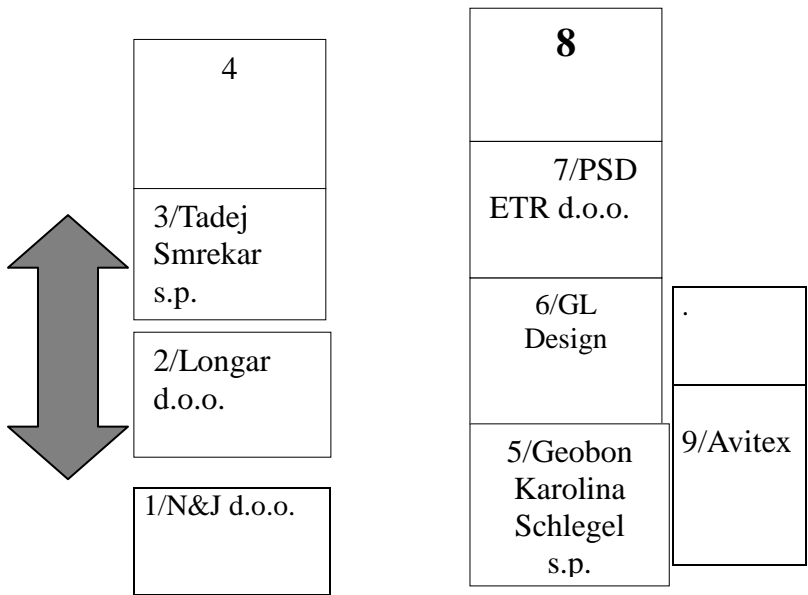 4
3/Tadej
Smrekar
s.p.
2/Longar
d.o.o.
1/N&J d.o.o.
8
7/PSD
ETR d.o.o.
6/GL
Design
5/Geobon
Karolina
Schlegel
s.p.
.
9/Avitex